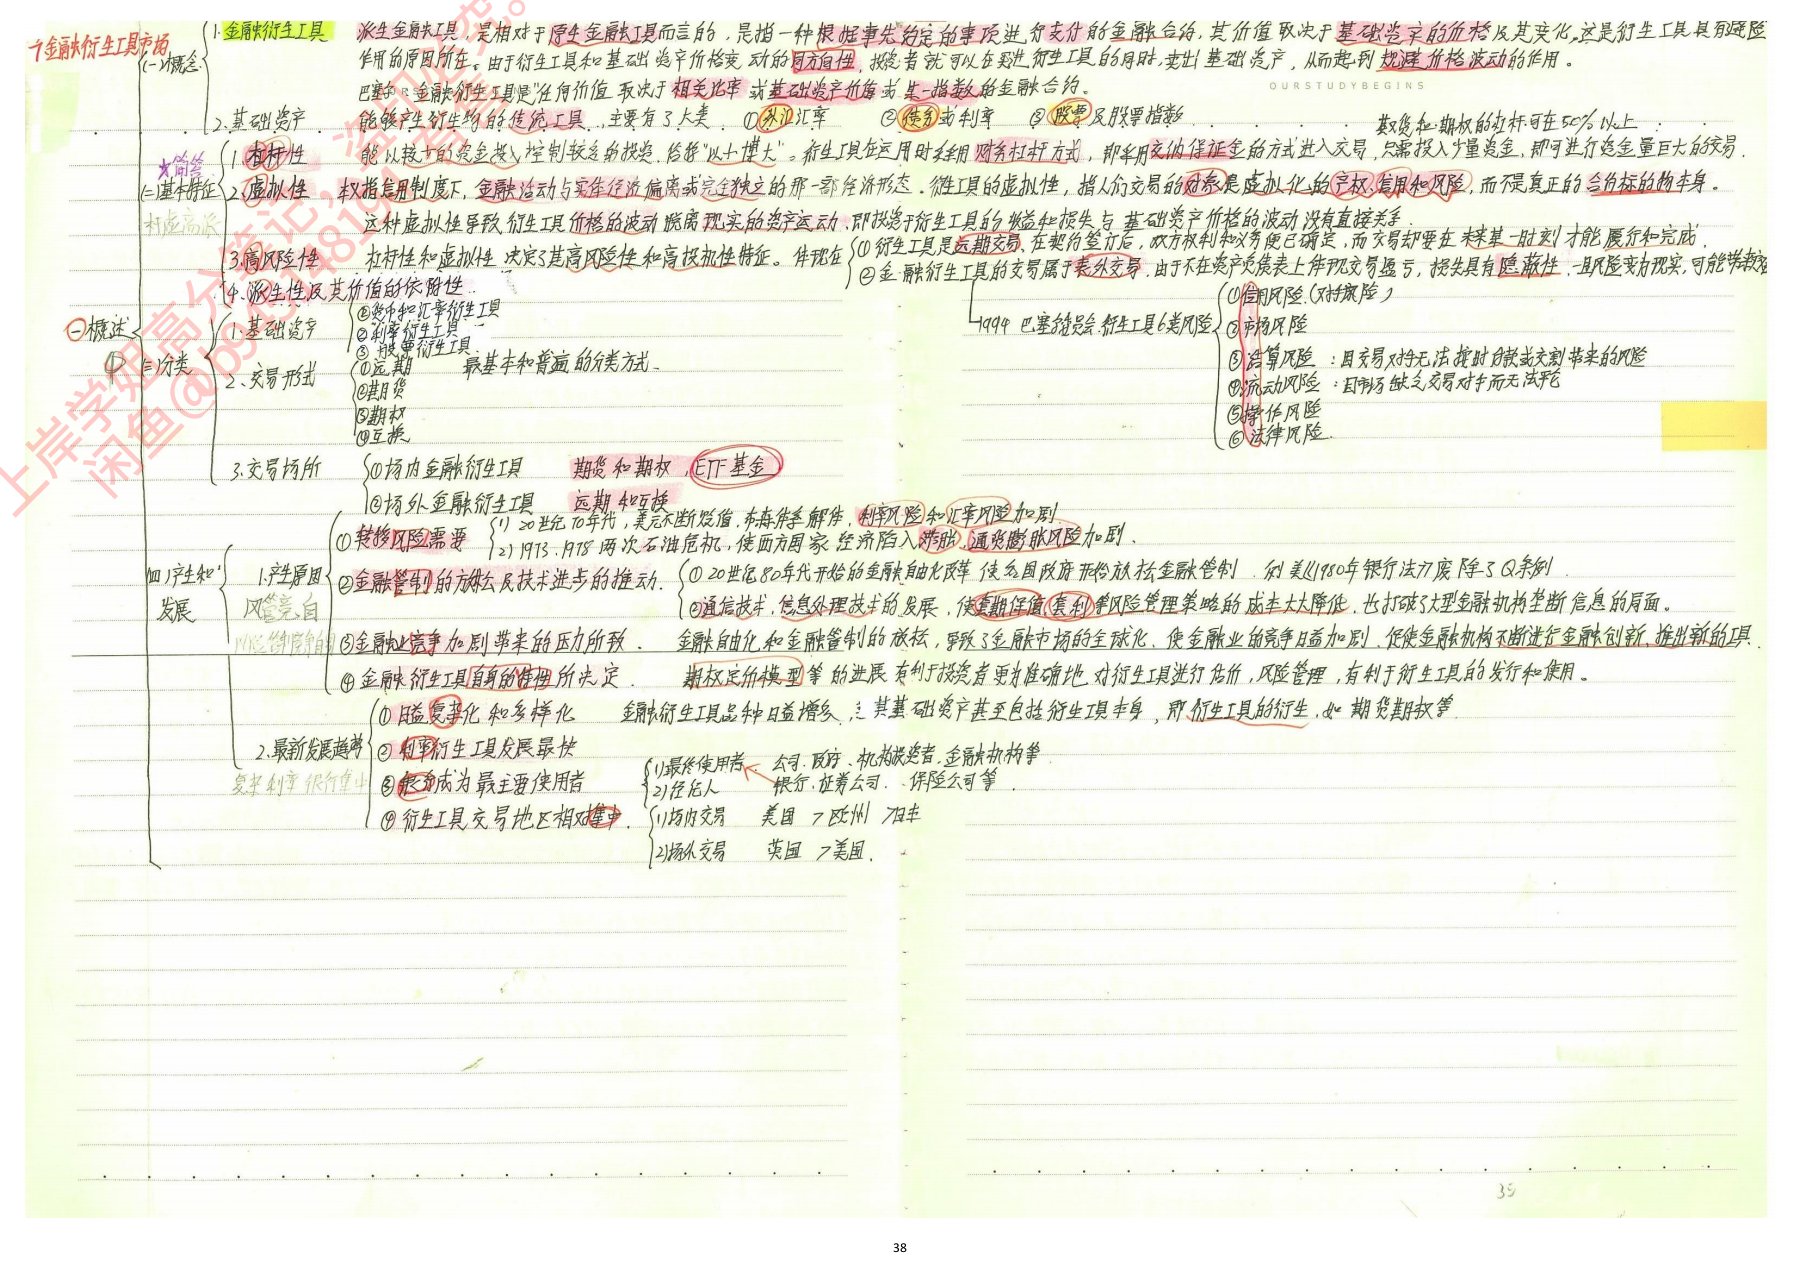 十金融衍生工具市场
(一)概念
1.金融衍生工具 派生金融工具,是相对于原生金融工具而言的,是指一种根据事先约定的事项进行支付的金融合约,其价值取决于基础资产的价格及其变化。这是衍生工具具有避险
作用的原因所在。由于衍生工具和基础资产价格变动的同方向性,投资者就可以在买进衍生工具的同时,卖出基础资产,从而起到规避价格波动的作用。
巴塞尔:金融衍生工具是"任何价值取决于相关比率或基础资产价值或某一指数的金融合约。
OURSTUDYBEGINS
2.基础资产 能够产生衍生物的传统工具,主要有3大类 ①外汇汇率 ②债务或利率 ③股票及股票指数
期货和期权的杠杆可在50%以上
★简答
(二)基本特征
杠虚高派
1.杠杆性 能以较少的资金投入控制较多的投资,俗称"以小博大"。衍生工具在运用时多采用财务杠杆方式,即采用交纳保证金的方式进入交易,只需投入少量资金,即可进行资金量巨大的交易.
2.虚拟性 权指信用制度下,金融活动与实体经济偏离或完全独立的那一部份经济形态。衍生工具的虚拟性,指人们交易的对象是虚拟化的产权、信用和风险,而不是真正的合约标的物本身。
这种虚拟性导致衍生工具价格的波动脱离现实的资产运动,即投资于衍生工具的收益和损失与基础资产价格的波动没有直接关系.
3.高风险性 杠杆性和虚拟性决定了其高风险性和高投机性特征。体现在
①衍生工具是远期交易,在契约签订后,双方权利和义务便已确定,而交易却要在未来某一时刻才能履行和完成.
②金融衍生工具的交易属于表外交易,由于不在资产负债表上体现交易盈亏,损失具有隐蔽性,一旦风险变为现实,可能带来
4.派生性及其价值的依附性
1994 巴塞尔委员会.衍生工具6类风险
①信用风险.(对手风险)
②市场风险
③结算风险:因交易对手无法按时付款或交割带来的风险
④流动风险:因市场缺乏交易对手而无法平仓
⑤操作风险
⑥法律风险.
一概述
(三)分类
1.基础资产
①货币和汇率衍生工具
②利率衍生工具
③股票衍生工具
2.交易形式
①远期 最基本和普遍的分类方式.
②期货
③期权
④互换
3.交易场所
①场内金融衍生工具 期货和期权,ETF基金
②场外金融衍生工具 远期和互换
(四)产生和发展
1.产生原因
风管竞、自
①转移风险需要
1)20世纪70年代,美元不断贬值,布森体系解体,利率风险和汇率风险加剧.
2)1973、1978两次石油危机,使西方国家经济陷入滞胀,通货膨胀风险加剧.
②金融管制的放松及技术进步的推动.
①20世纪80年代开始的金融自由化改革 使各国政府开始放松金融管制.例 美1980年银行法力废除了Q条例.
②通信技术,信息处理技术的发展,使套期保值、套利等风险管理策略的成本大大降低,也打破了大型金融机构垄断信息的局面。
③金融业竞争加剧带来的压力所致. 金融自由化和金融管制的放松,导致了金融市场的全球化,使金融业的竞争日益加剧,促使金融机构不断进行金融创新、推出新的工具.
④金融衍生工具自身的特性所决定. 期权定价模型等的进展有利于投资者更为准确地对衍生工具进行估价,风险管理,有利于衍生工具的发行和使用。
2.最新发展趋势
复杂利率银行集中
①日益复杂化和多样化 金融衍生工具品种日益增多,其基础资产甚至包括衍生工具本身,即衍生工具的衍生,如期货期权等.
②利率衍生工具发展最快
③银行成为最主要使用者
1)最终使用者 公司、政府、机构投资者、金融机构等
2)经纪人 银行、证券公司、保险公司等.
④衍生工具交易地区相对集中.
1)场内交易 美国>欧洲>日本
2)场外交易 英国>美国.
上岸学姐高分笔记,盗印必究。
闲鱼@
39
38